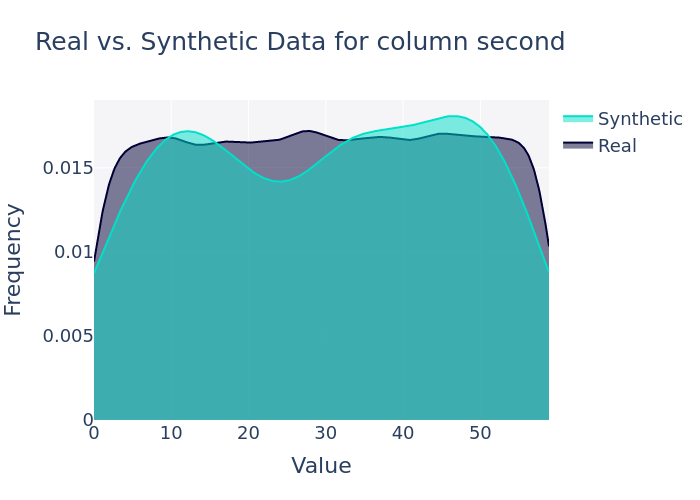 Real vs. Synthetic Data for column second
Synthetic
Real
Frequency
0.015
0.01
0.005
0
0 10 20 30 40 50
Value